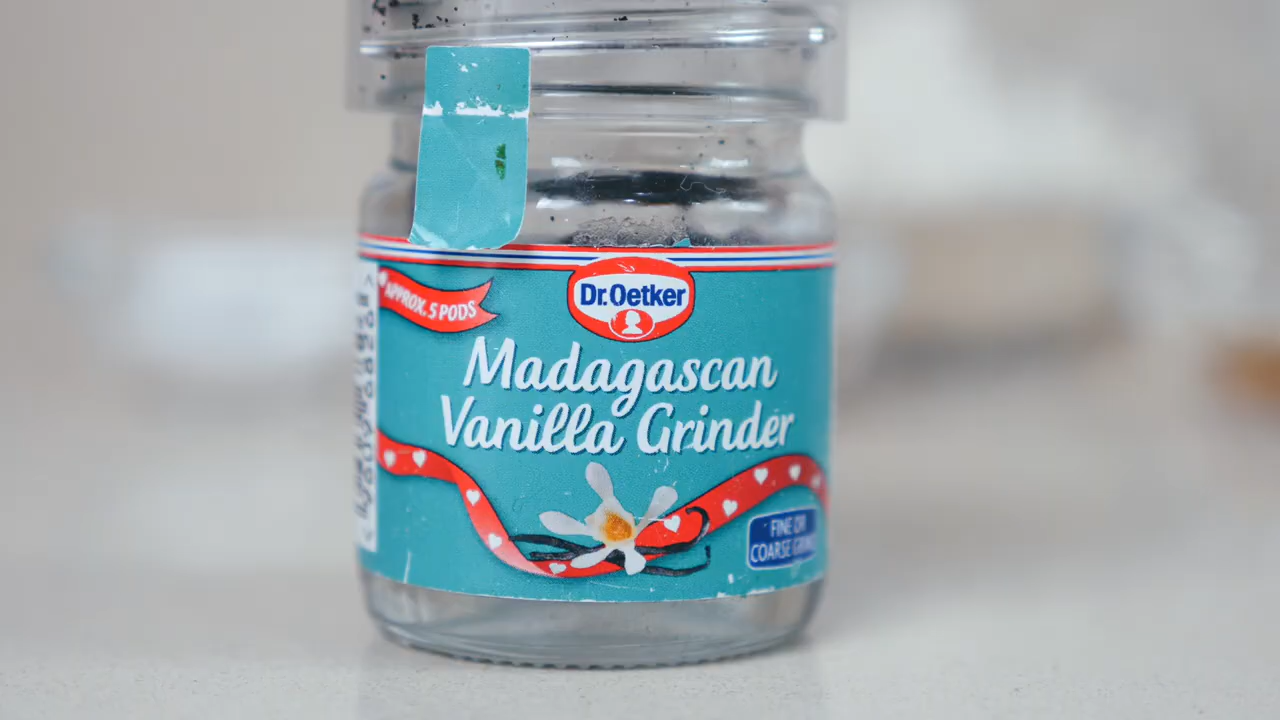 APPROX. 5 PODS
Dr.Oetker
Madagascan
Vanilla Grinder
FINE OR
COARSE GRIND